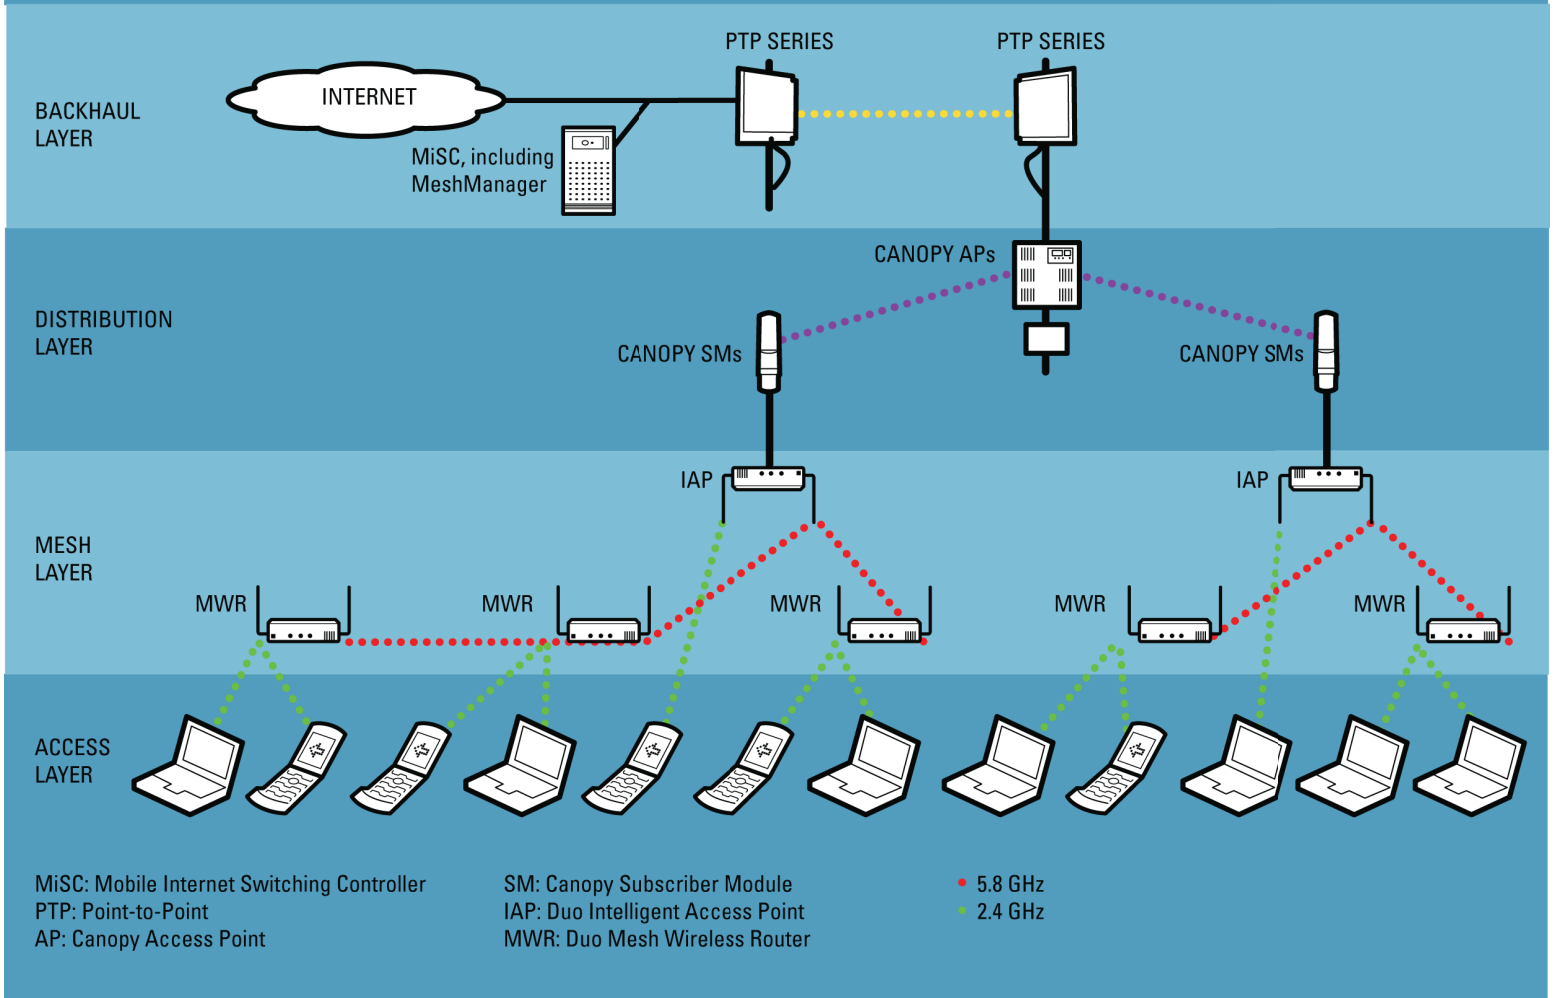 PTP SERIES
PTP SERIES
INTERNET
BACKHAUL
LAYER
MiSC, including
MeshManager
CANOPY APs
DISTRIBUTION
LAYER
CANOPY SMs
CANOPY SMs
IAP
IAP
MESH
LAYER
MWR
MWR
MWR
MWR
MWR
ACCESS
LAYER
MiSC: Mobile Internet Switching Controller
PTP: Point-to-Point
AP: Canopy Access Point
SM: Canopy Subscriber Module
IAP: Duo Intelligent Access Point
MWR: Duo Mesh Wireless Router
5.8 GHz
2.4 GHz